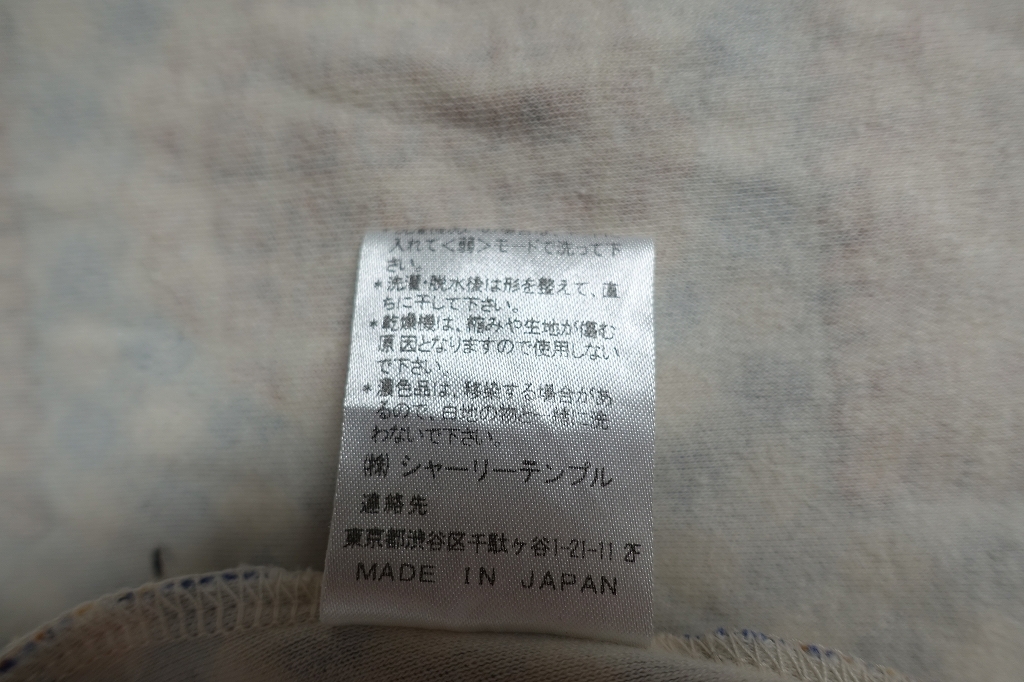 入れて<弱>モードで洗って下
さい。
*洗濯・脱水後は形を整えて、直
ちに干して下さい。
*乾燥機は、縮みや生地が傷む
原因となりますので使用しない
で下さい。
*濃色品は、移染する場合があ
るので、白地の物と一緒に洗
わないで下さい。
(株) シャーリーテンプル
連絡先
東京都渋谷区千駄ヶ谷1-21-11 2F
MADE IN JAPAN